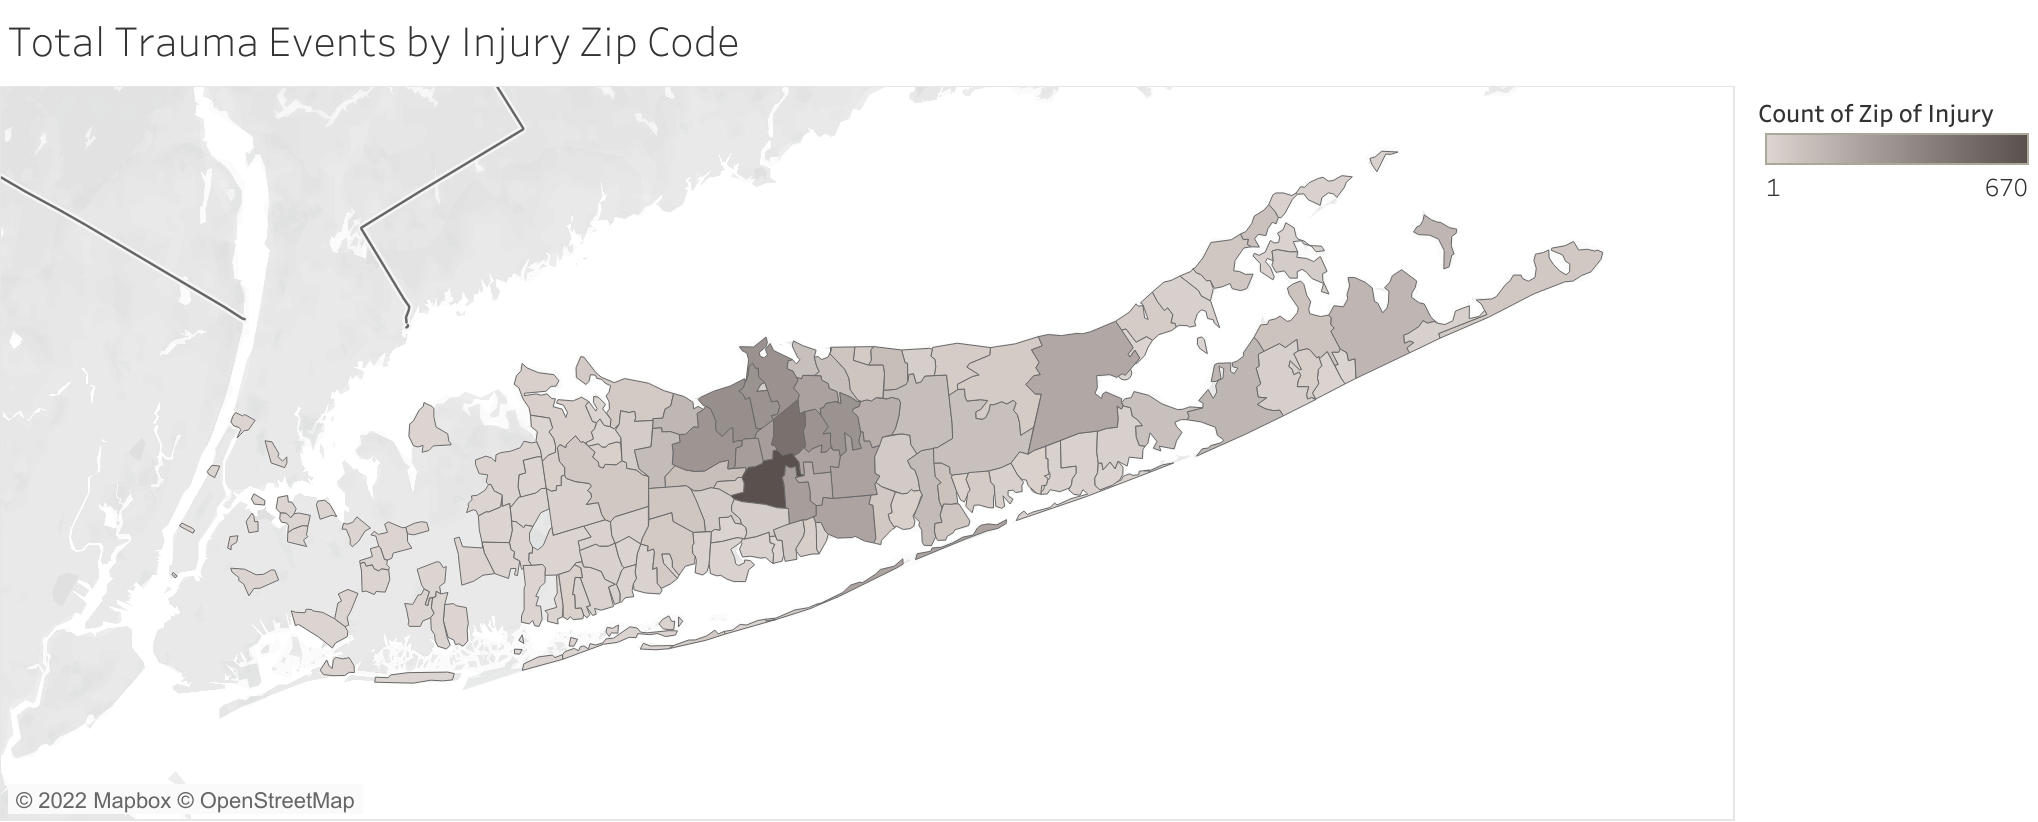 Total Trauma Events by Injury Zip Code
Count of Zip of Injury
1 670
© 2022 Mapbox © OpenStreetMap